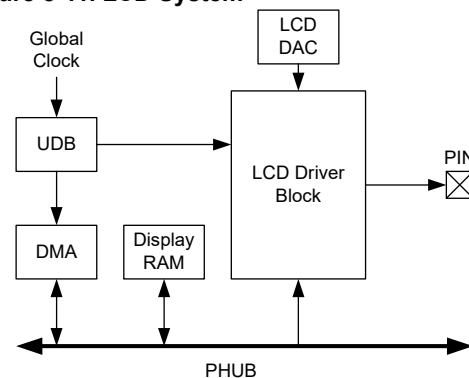 LCD System
Global
Clock
LCD
DAC
UDB
LCD Driver
Block
PIN
DMA
Display
RAM
PHUB